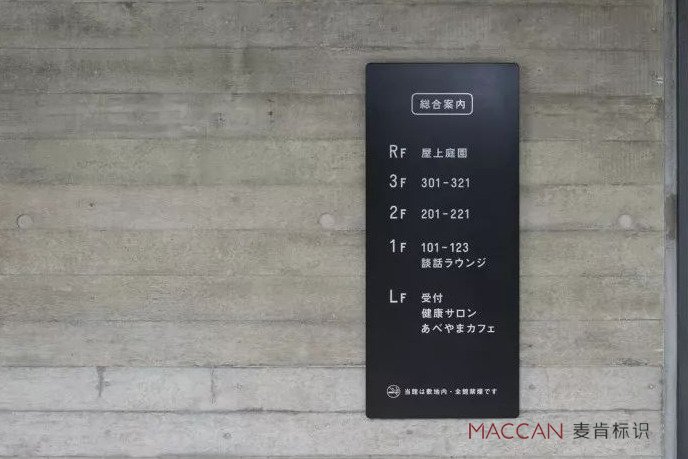 総合案内
RF 屋上庭園
3F 301-321
2F 201-221
1F 101-123
談話ラウンジ
LF 受付
健康サロン
あべやまカフェ
当館は敷地内・全館禁煙です
MACCAN 麦肯标识